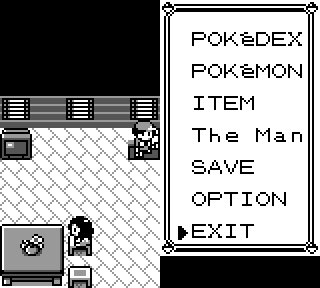 POKéDEX
POKéMON
ITEM
The Man
SAVE
OPTION
EXIT